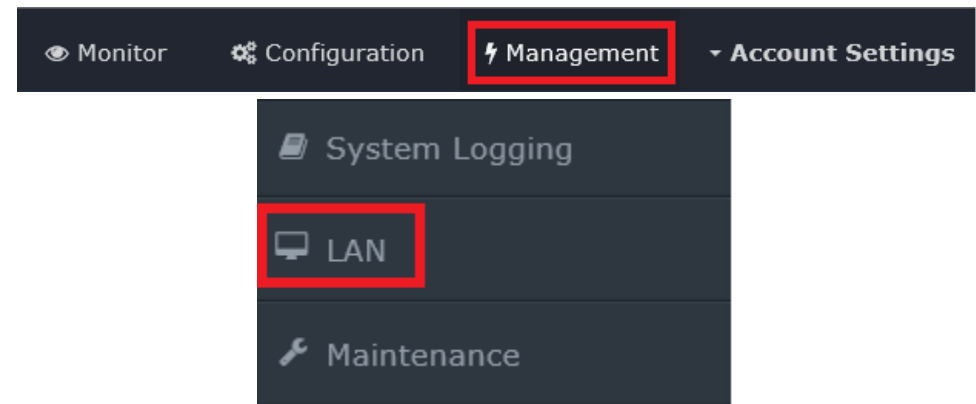 Monitor Configuration Management Account Settings
System Logging
LAN
Maintenance